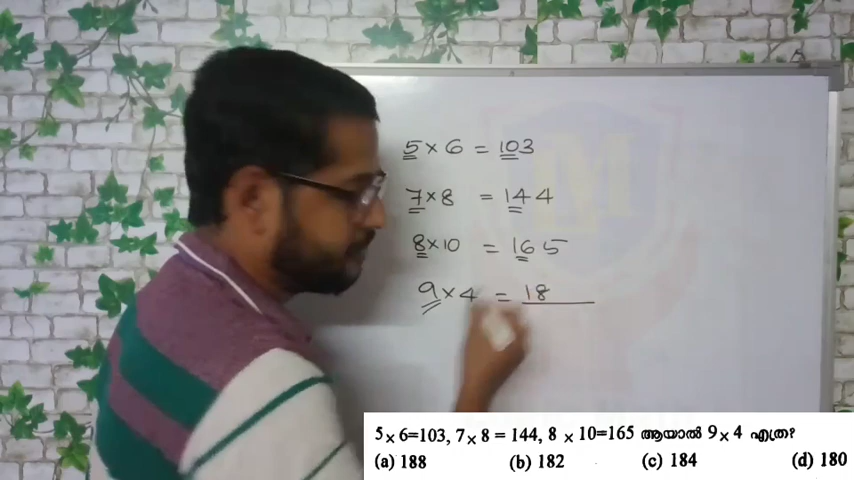 5 × 6 = 103
7 × 8 = 144
8 × 10 = 165
9 × 4 = 18
5 × 6=103, 7 × 8 = 144, 8 × 10=165 ആയാൽ 9 × 4 എത്ര?
(a) 188 (b) 182 (c) 184 (d) 180